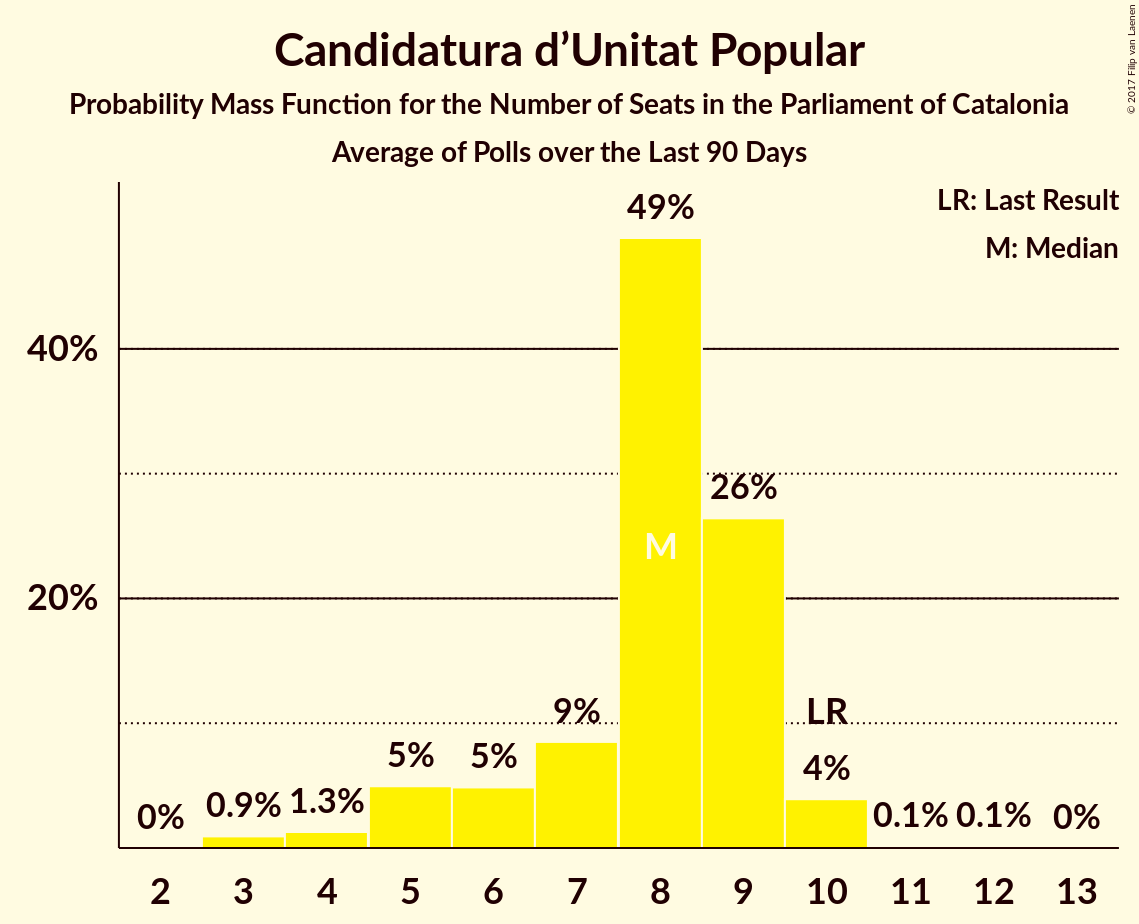 Candidatura d’Unitat Popular
Probability Mass Function for the Number of Seats in the Parliament of Catalonia
Average of Polls over the Last 90 Days
© 2017 Filip van Laenen
LR: Last Result
M: Median
49%
40%
26%
M
20%
9%
LR
5%
5%
4%
0%
0.9%
1.3%
0.1%
0.1%
0%
2 3 4 5 6 7 8 9 10 11 12 13